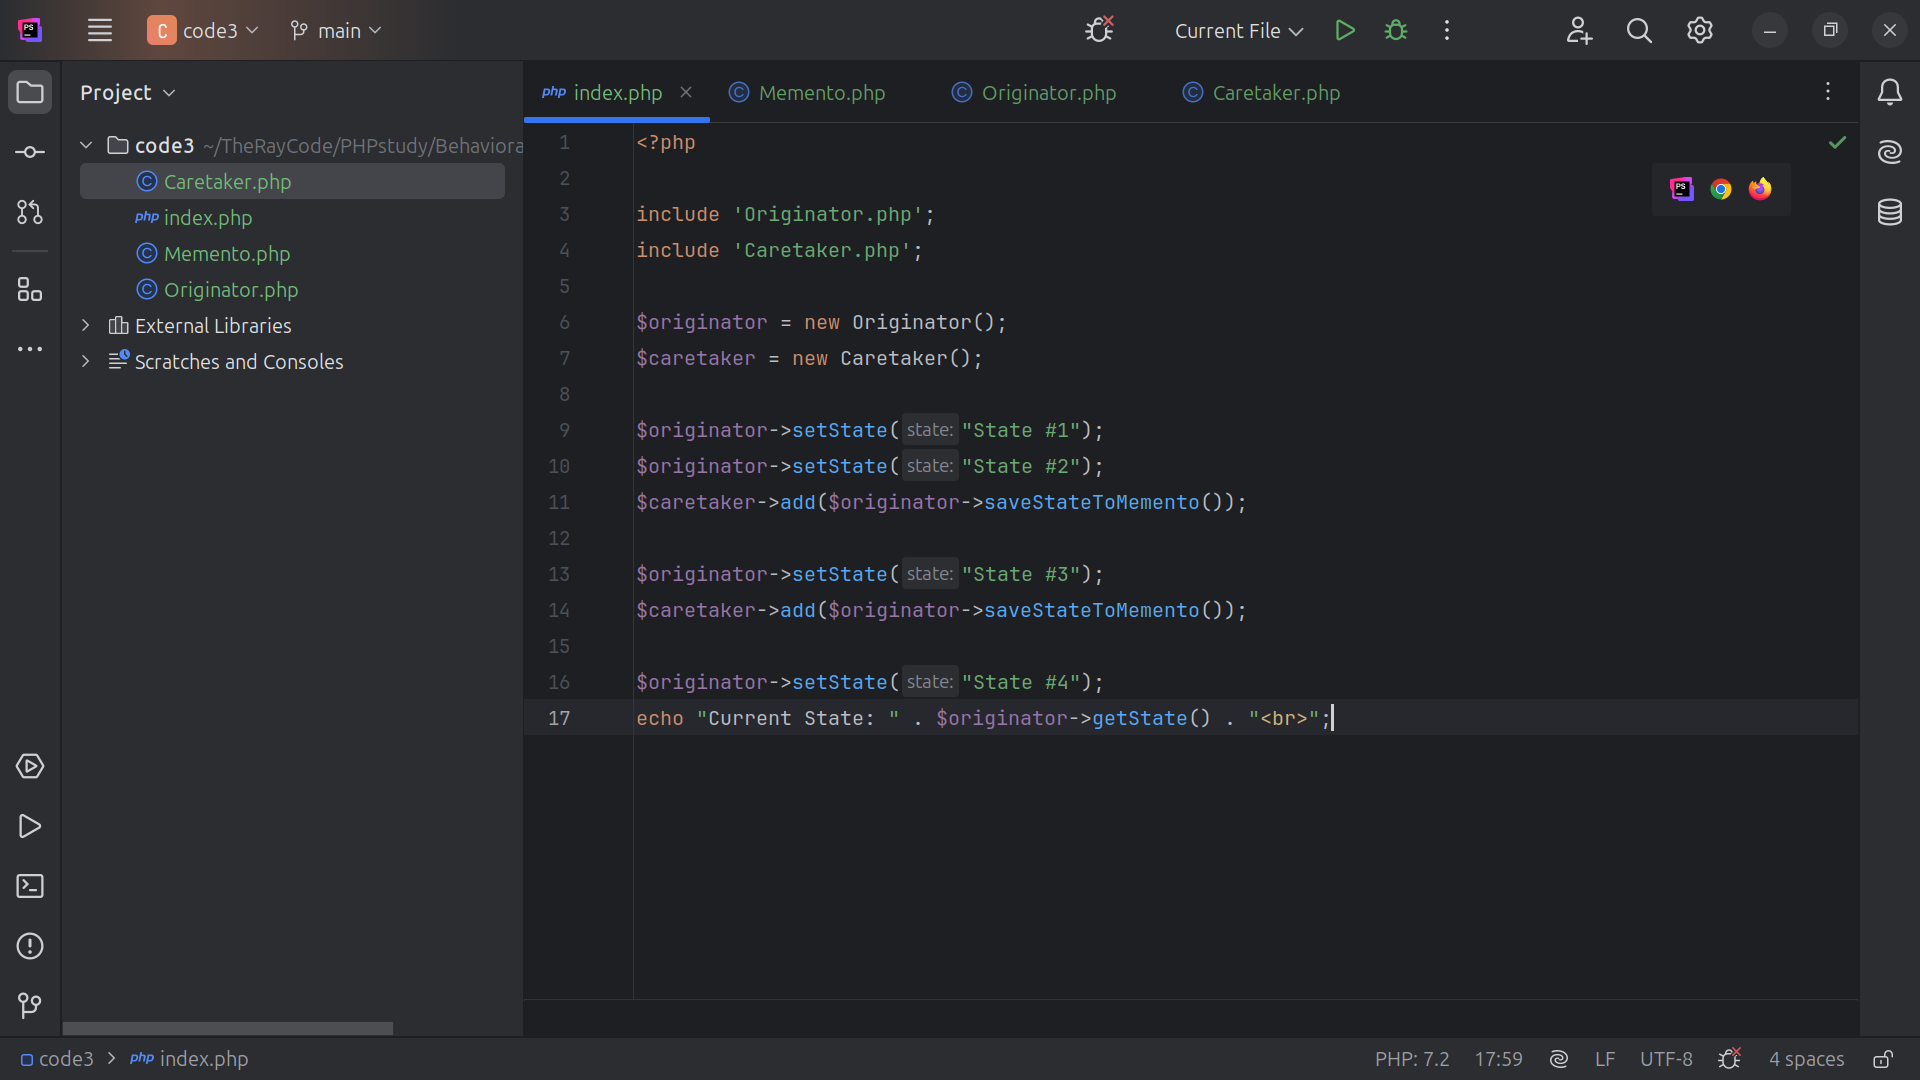 PS C code3 main Current File
Project
code3 ~/TheRayCode/PHPstudy/Behaviora
Caretaker.php
php index.php
Memento.php
Originator.php
External Libraries
Scratches and Consoles
php index.php Memento.php Originator.php Caretaker.php
1 <?php
2
3 include 'Originator.php';
4 include 'Caretaker.php';
5
6 $originator = new Originator();
7 $caretaker = new Caretaker();
8
9 $originator->setState( state: "State #1");
10 $originator->setState( state: "State #2");
11 $caretaker->add($originator->saveStateToMemento());
12
13 $originator->setState( state: "State #3");
14 $caretaker->add($originator->saveStateToMemento());
15
16 $originator->setState( state: "State #4");
17 echo "Current State: " . $originator->getState() . "<br>";
code3 > php index.php PHP: 7.2 17:59 LF UTF-8 4 spaces